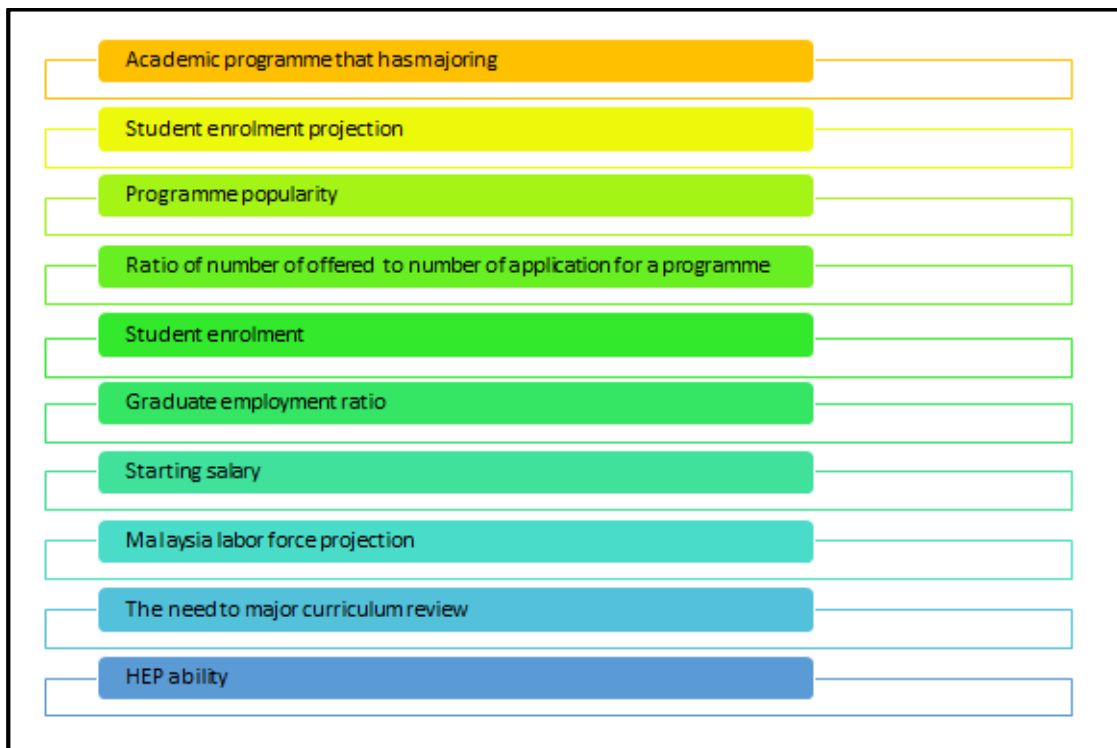 Academic programme that has majoring
Student enrolment projection
Programme popularity
Ratio of number of offered to number of application for a programme
Student enrolment
Graduate employment ratio
Starting salary
Malaysia labor force projection
The need to major curriculum review
HEP ability